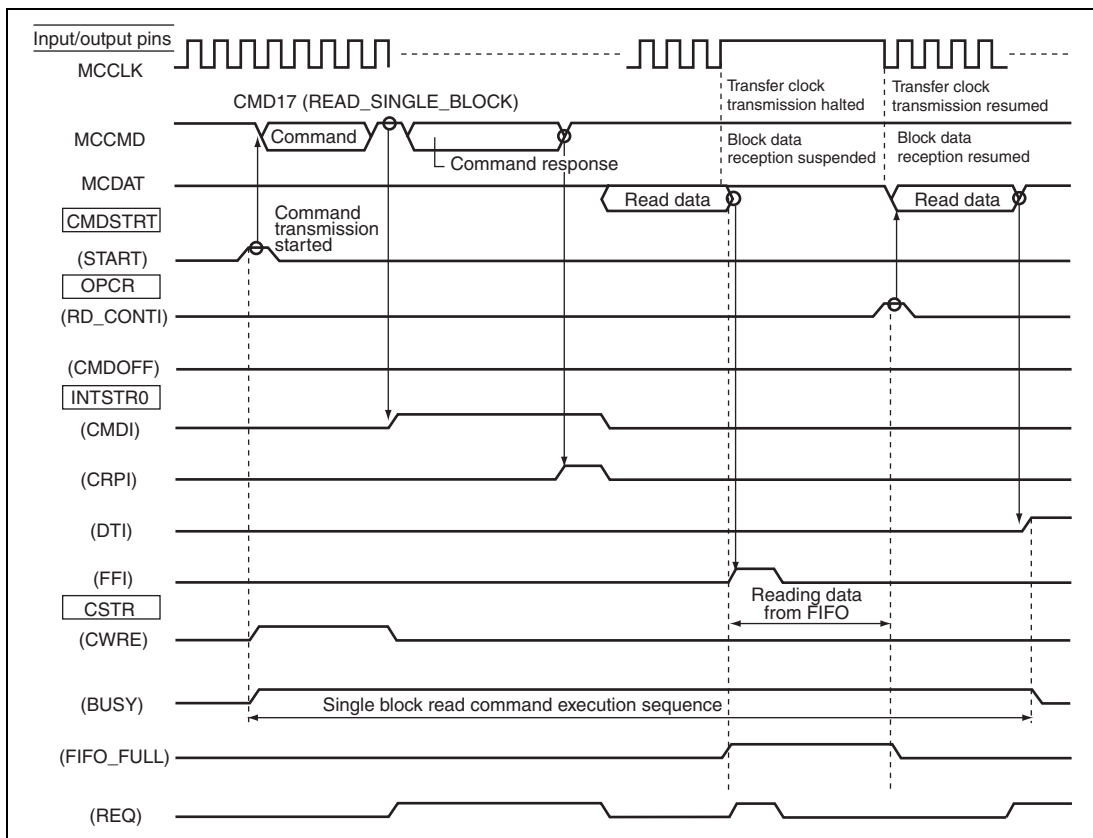 Input/output pins
MCCLK
Transfer clock
transmission halted
Transfer clock
transmission resumed
CMD17 (READ_SINGLE_BLOCK)
MCCMD
Command
Command response
Block data
reception suspended
Block data
reception resumed
MCDAT
Read data
Read data
CMDSTRT
Command
transmission
started
(START)
OPCR
(RD_CONTI)
(CMDOFF)
INTSTR0
(CMDI)
(CRPI)
(DTI)
(FFI)
Reading data
from FIFO
CSTR
(CWRE)
(BUSY)
Single block read command execution sequence
(FIFO_FULL)
(REQ)